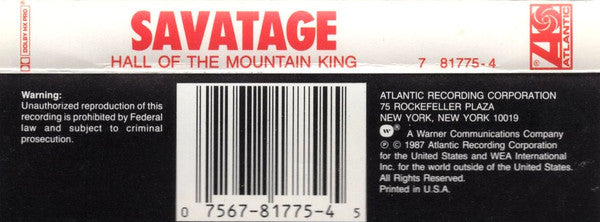 DOLBY HX PRO
SAVATAGE
HALL OF THE MOUNTAIN KING
7 81775-4
ATLANTIC
Warning:
Unauthorized reproduction of this
recording is prohibited by Federal
law and subject to criminal
prosecution.
0 7567-81775-4 5
ATLANTIC RECORDING CORPORATION
75 ROCKEFELLER PLAZA
NEW YORK, NEW YORK 10019
A Warner Communications Company
℗ © 1987 Atlantic Recording Corporation
for the United States and WEA International
Inc. for the world outside of the United States.
All Rights Reserved.
Printed in U.S.A.